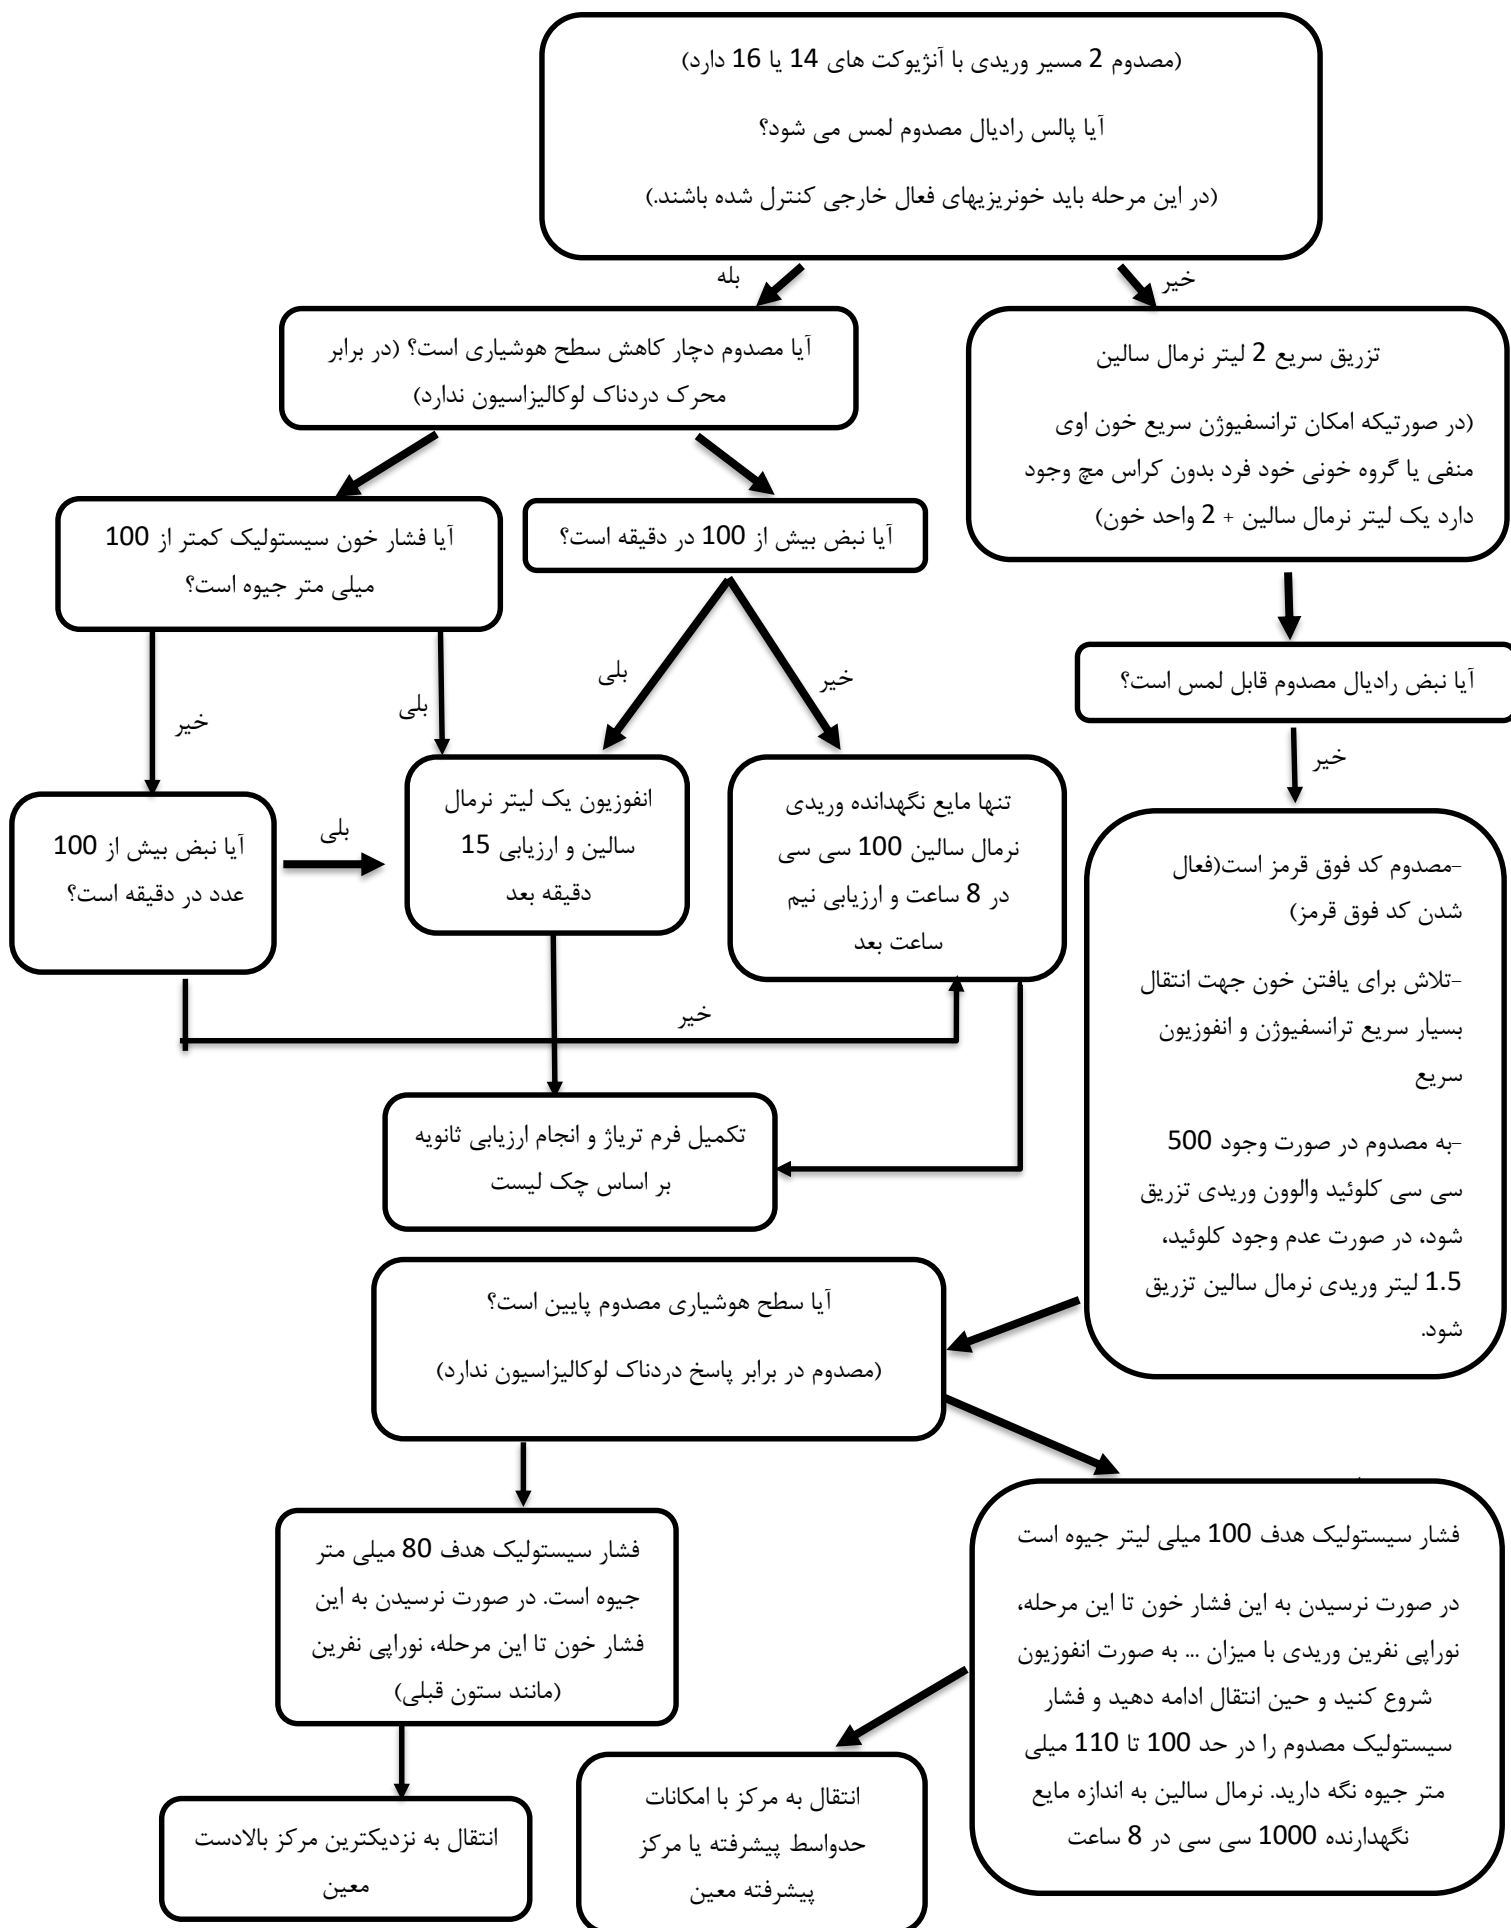 (مصدوم 2 مسیر وریدی با آنژیوکت های 14 یا 16 دارد)
آیا پالس رادیال مصدوم لمس می شود؟
(در این مرحله باید خونریزیهای فعال خارجی کنترل شده باشند.)
خیر
بله
تزریق سریع 2 لیتر نرمال سالین
(در صورتیکه امکان ترانسفیوژن سریع خون اوی
منفی یا گروه خونی خود فرد بدون کراس مچ وجود
دارد یک لیتر نرمال سالین + 2 واحد خون)
آیا مصدوم دچار کاهش سطح هوشیاری است؟ (در برابر
محرک دردناک لوکالیزاسیون ندارد)
آیا نبض بیش از 100 در دقیقه است؟
آیا فشار خون سیستولیک کمتر از 100
میلی متر جیوه است؟
آیا نبض رادیال مصدوم قابل لمس است؟
خیر
خیر
بلی
بلی
خیر
تنها مایع نگهدانده وریدی
نرمال سالین 100 سی سی
در 8 ساعت و ارزیابی نیم
ساعت بعد
انفوزیون یک لیتر نرمال
سالین و ارزیابی 15
دقیقه بعد
بلی
آیا نبض بیش از 100
عدد در دقیقه است؟
خیر
-مصدوم کد فوق قرمز است(فعال
شدن کد فوق قرمز)
-تلاش برای یافتن خون جهت انتقال
بسیار سریع ترانسفیوژن و انفوزیون
سریع
-به مصدوم در صورت وجود 500
سی سی کلوئید والوون وریدی تزریق
شود، در صورت عدم وجود کلوئید،
1.5 لیتر وریدی نرمال سالین تزریق
شود.
تکمیل فرم تریاژ و انجام ارزیابی ثانویه
بر اساس چک لیست
آیا سطح هوشیاری مصدوم پایین است؟
(مصدوم در برابر پاسخ دردناک لوکالیزاسیون ندارد)
فشار سیستولیک هدف 100 میلی لیتر جیوه است
در صورت نرسیدن به این فشار خون تا این مرحله،
نوراپی نفرین وریدی با میزان ... به صورت انفوزیون
شروع کنید و حین انتقال ادامه دهید و فشار
سیستولیک مصدوم را در حد 100 تا 110 میلی
متر جیوه نگه دارید. نرمال سالین به اندازه مایع
نگهدارنده 1000 سی سی در 8 ساعت
فشار سیستولیک هدف 80 میلی متر
جیوه است. در صورت نرسیدن به این
فشار خون تا این مرحله، نوراپی نفرین
(مانند ستون قبلی)
انتقال به مرکز با امکانات
حدواسط پیشرفته یا مرکز
پیشرفته معین
انتقال به نزدیکترین مرکز بالادست
معین